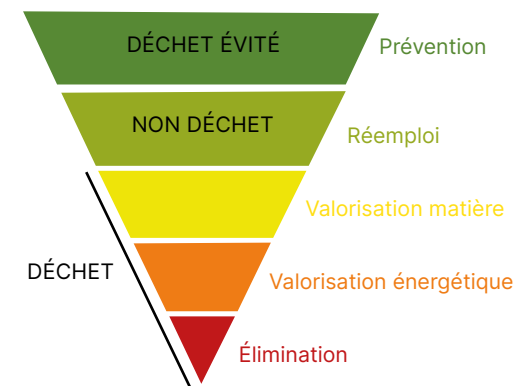 DÉCHET ÉVITÉ
Prévention
NON DÉCHET
Réemploi
Valorisation matière
DÉCHET
Valorisation énergétique
Élimination